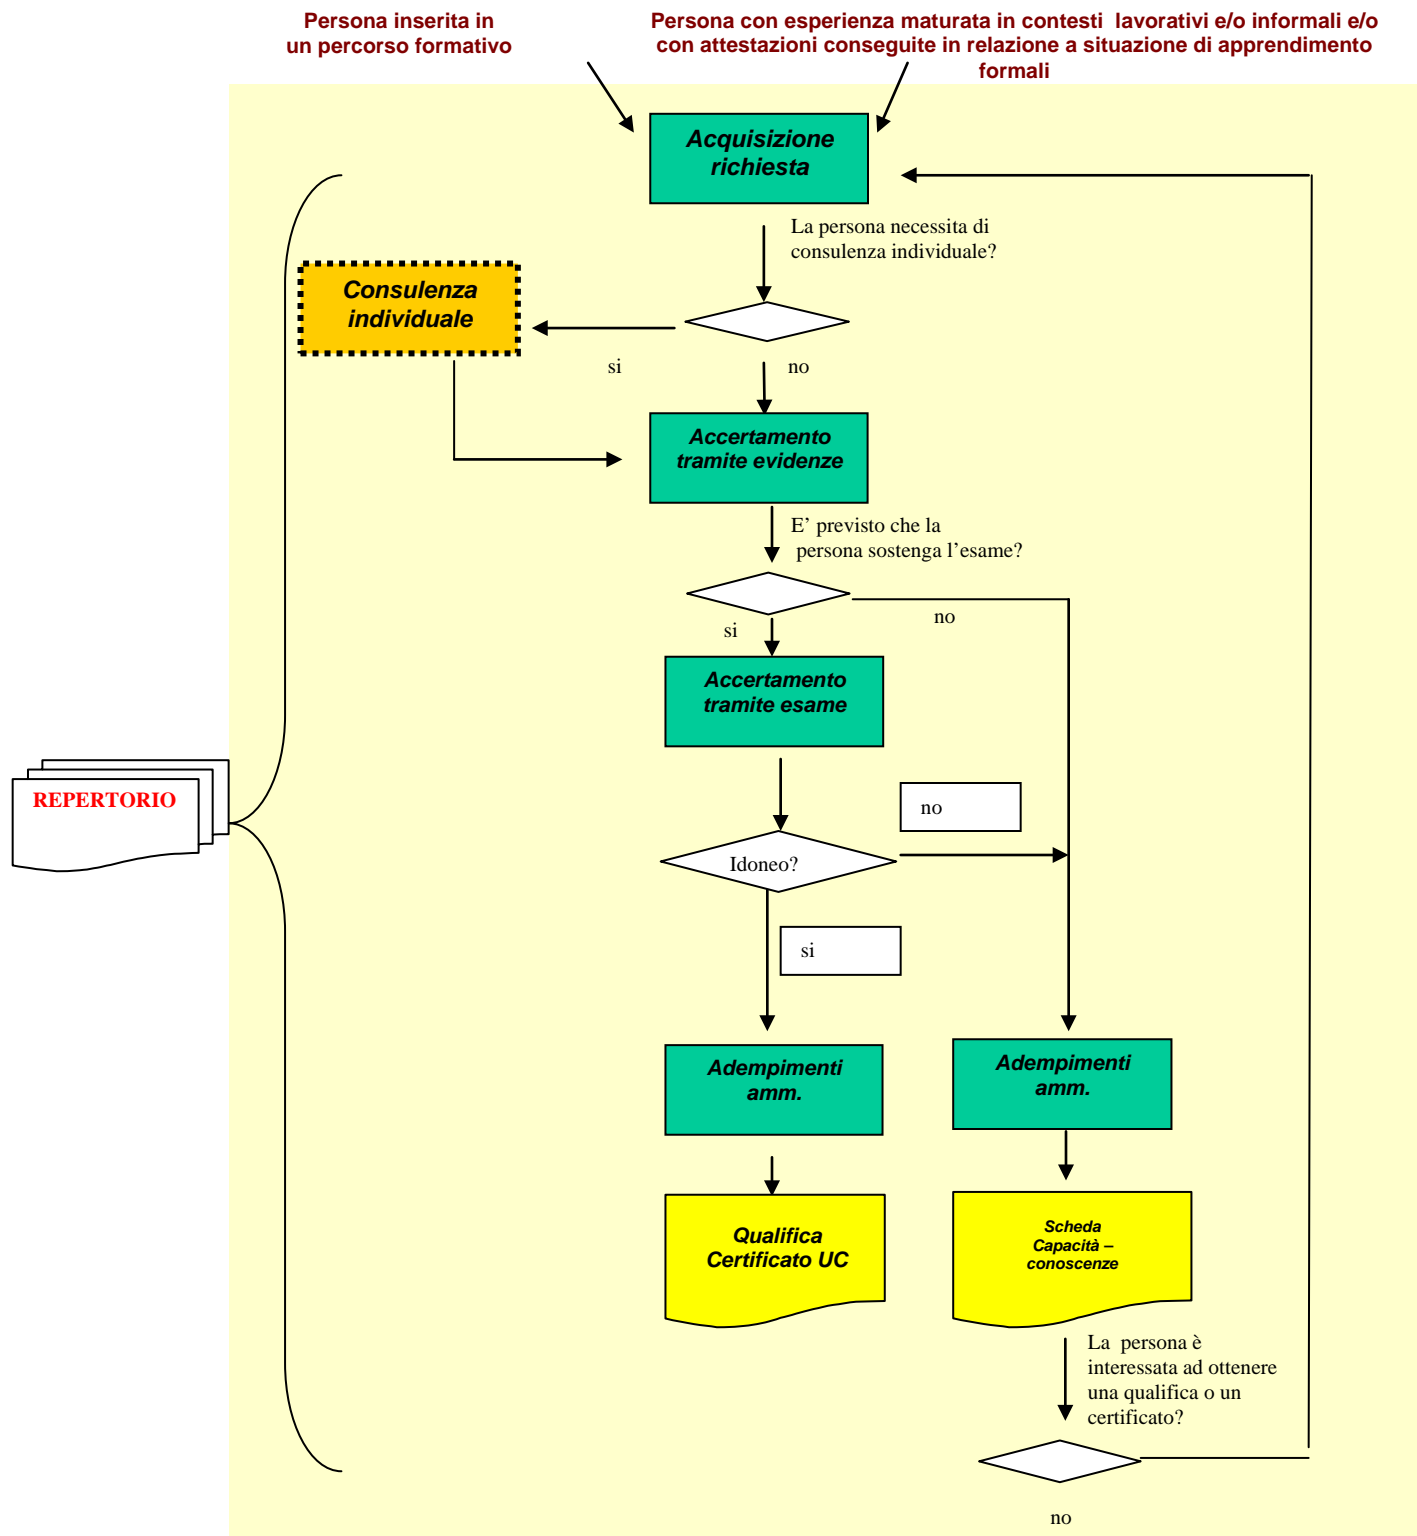 Persona inserita in
un percorso formativo
Persona con esperienza maturata in contesti lavorativi e/o informali e/o
con attestazioni conseguite in relazione a situazione di apprendimento
formali
Acquisizione
richiesta
La persona necessita di
consulenza individuale?
Consulenza
individuale
si
no
Accertamento
tramite evidenze
E’ previsto che la
persona sostenga l’esame?
no
si
Accertamento
tramite esame
REPERTORIO
no
Idoneo?
si
Adempimenti
amm.
Adempimenti
amm.
Qualifica
Certificato UC
Scheda
Capacità –
conoscenze
La persona è
interessata ad ottenere
una qualifica o un
certificato?
no